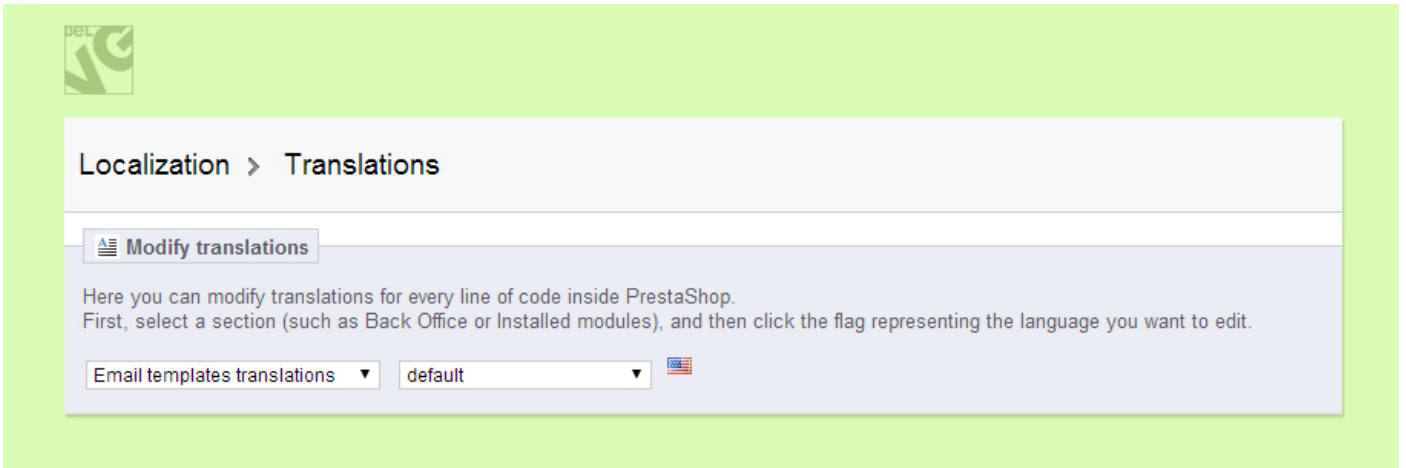 BeL
VG
Localization > Translations
Modify translations
Here you can modify translations for every line of code inside PrestaShop.
First, select a section (such as Back Office or Installed modules), and then click the flag representing the language you want to edit.
Email templates translations ▼ default ▼